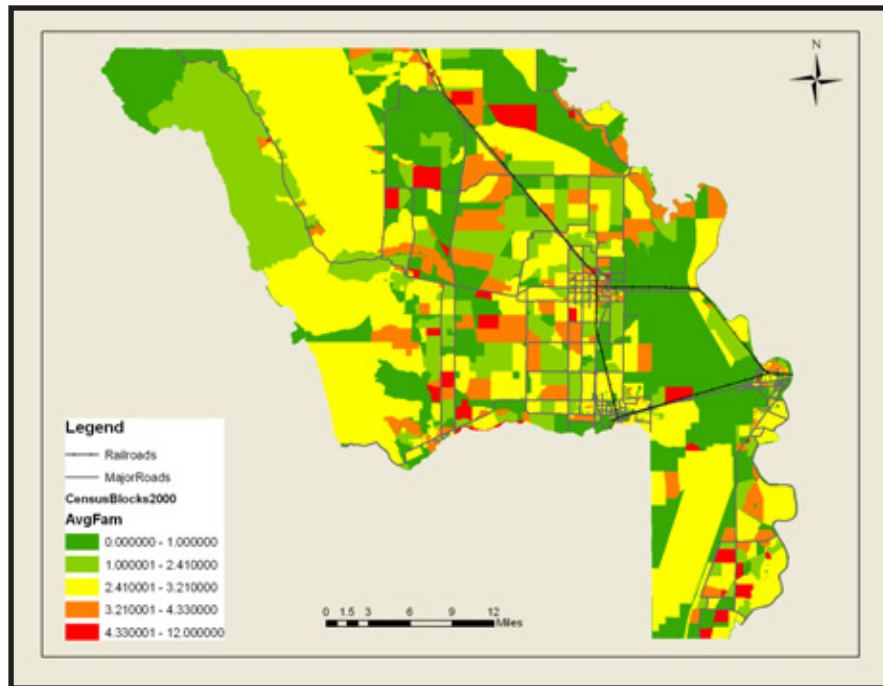 N
Legend
Railroads
MajorRoads
CensusBlocks2000
AvgFam
0.000000 - 1.000000
1.000001 - 2.410000
2.410001 - 3.210000
3.210001 - 4.330000
4.330001 - 12.000000
0 1.5 3 6 9 12
Miles